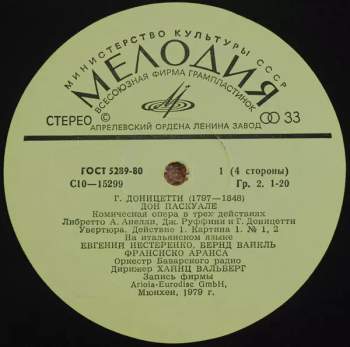 МИНИСТЕРСТВО КУЛЬТУРЫ СССР
МЕЛОДИЯ
ВСЕСОЮЗНАЯ ФИРМА ГРАМПЛАСТИНОК
СТЕРЕО 33
АПРЕЛЕВСКИЙ ОРДЕНА ЛЕНИНА ЗАВОД
ГОСТ 5289-80 1 (4 стороны)
С10—15299 Гр. 2. 1-20
Г. ДОНИЦЕТТИ (1797—1848)
ДОН ПАСКУАЛЕ
Комическая опера в трех действиях
Либретто А. Анелли, Дж. Руффини и Г. Доницетти
Увертюра. Действие 1. Картина 1. № 1, 2
На итальянском языке
ЕВГЕНИЙ НЕСТЕРЕНКО, БЕРНД ВАЙКЛЬ
ФРАНСИСКО АРАИСА
Оркестр Баварского радио
Дирижер ХАЙНЦ ВАЛЬБЕРГ
Запись фирмы
Ariola-Eurodisc GmbH,
Мюнхен, 1979 г.